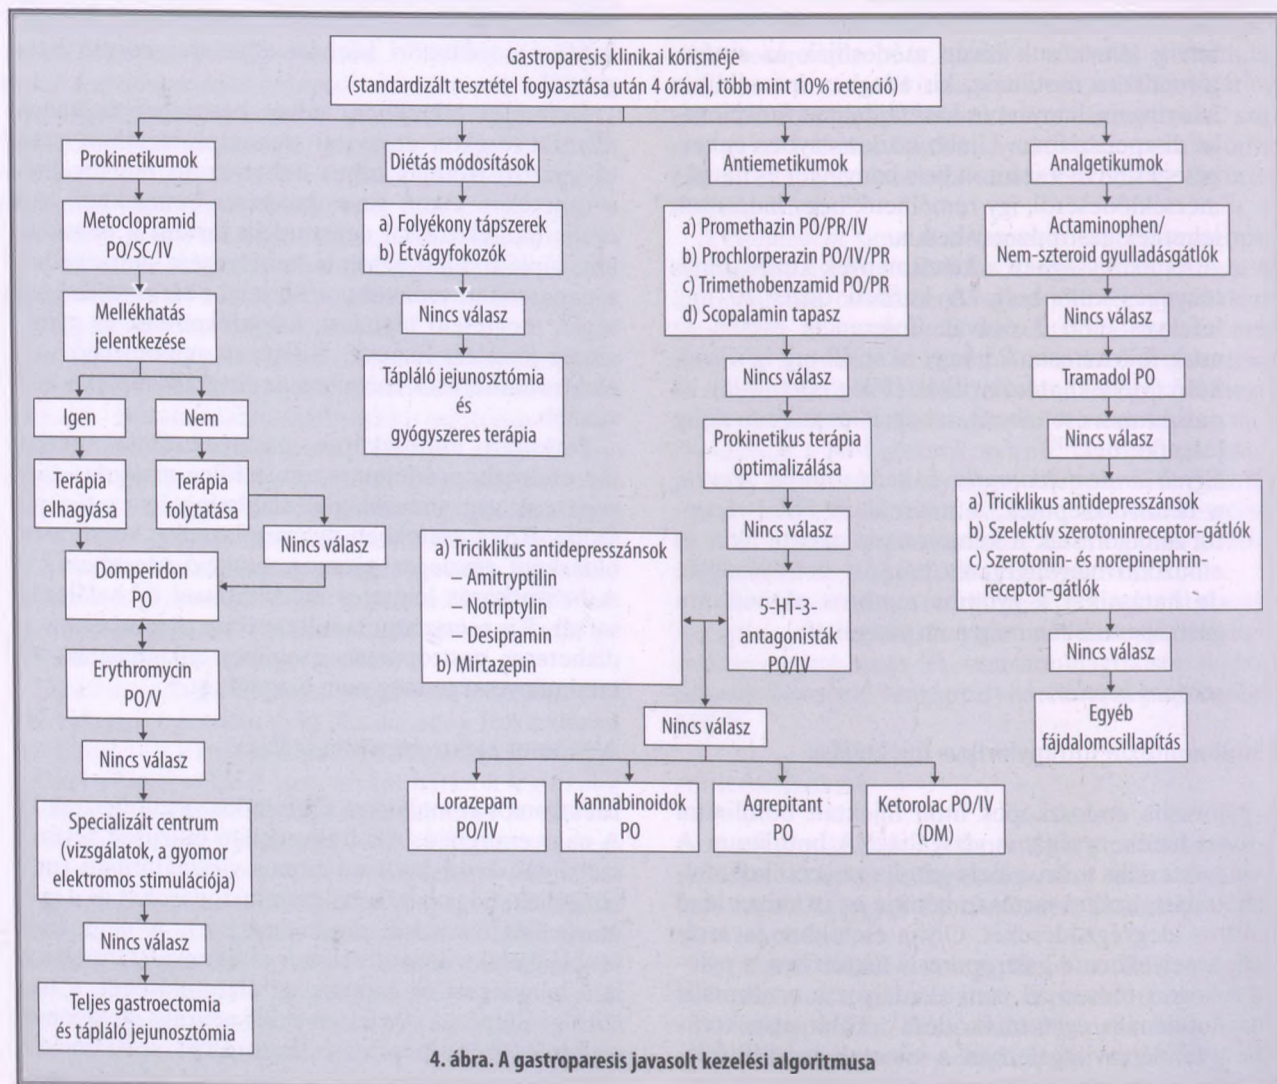 Gastroparesis klinikai kórisméje
(standardizált tesztétel fogyasztása után 4 órával, több mint 10% retenció)
Prokinetikumok
Metoclopramid
PO/SC/IV
Mellékhatás
jelentkezése
Igen
Nem
Terápia
elhagyása
Terápia
folytatása
Nincs válasz
Domperidon
PO
Erythromycin
PO/V
Nincs válasz
Specializát centrum
(vizsgálatok, a gyomor
elektromos stimulációja)
Nincs válasz
Teljes gastroectomia
és tápláló jejunosztómia
Diétás módosítások
a) Folyékony tápszerek
b) Étvágyfokozók
Nincs válasz
Tápláló jejunosztómia
és
gyógyszeres terápia
Antiemetikumok
a) Promethazin PO/PR/IV
b) Prochlorperazin PO/IV/PR
c) Trimethobenzamid PO/PR
d) Scopalamin tapasz
Nincs válasz
Prokinetikus terápia
optimalizálása
Nincs válasz
a) Triciklikus antidepresszánsok
– Amitryptilin
– Notriptylin
– Desipramin
b) Mirtazepin
5-HT-3-
antagonisták
PO/IV
Nincs válasz
Lorazepam
PO/IV
Kannabinoidok
PO
Agrepitant
PO
Ketorolac PO/IV
(DM)
Analgetikumok
Actaminophen/
Nem-szteroid gyulladásgátlók
Nincs válasz
Tramadol PO
Nincs válasz
a) Triciklikus antidepresszánsok
b) Szelektív serotoninreceptor-gátlók
c) Szerotonin- és norepinephrin-
receptor-gátlók
Nincs válasz
Egyéb
fájdalomcsillapítás
4. ábra. A gastroparesis javasolt kezelési algoritmusa